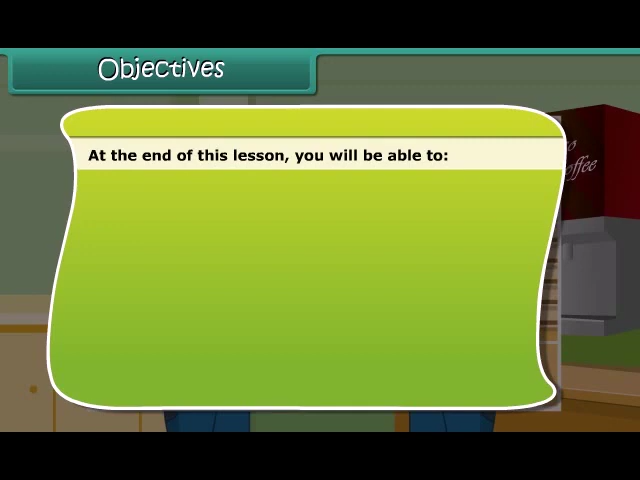 Objectives
At the end of this lesson, you will be able to: